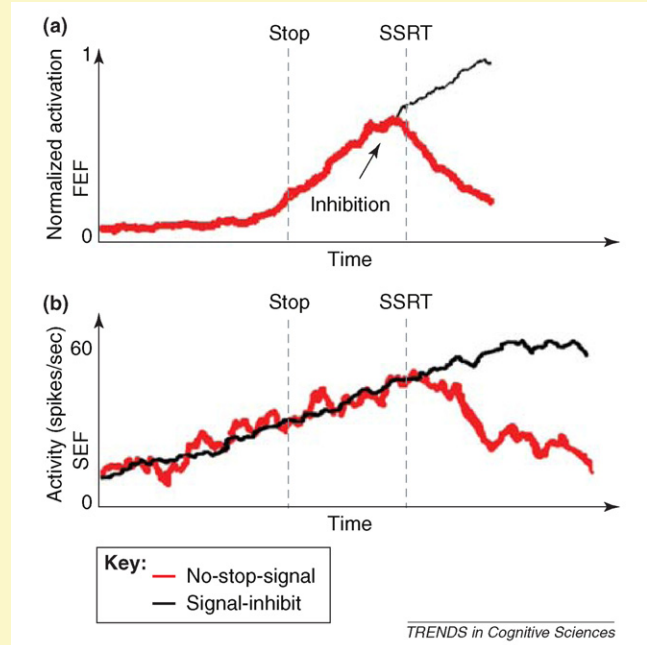 (a)
Stop
SSRT
1
Normalized activation
FEF
Inhibition
0
Time
(b)
Stop
SSRT
60
Activity (spikes/sec)
SEF
0
Time
Key:
No-stop-signal
Signal-inhibit
TRENDS in Cognitive Sciences